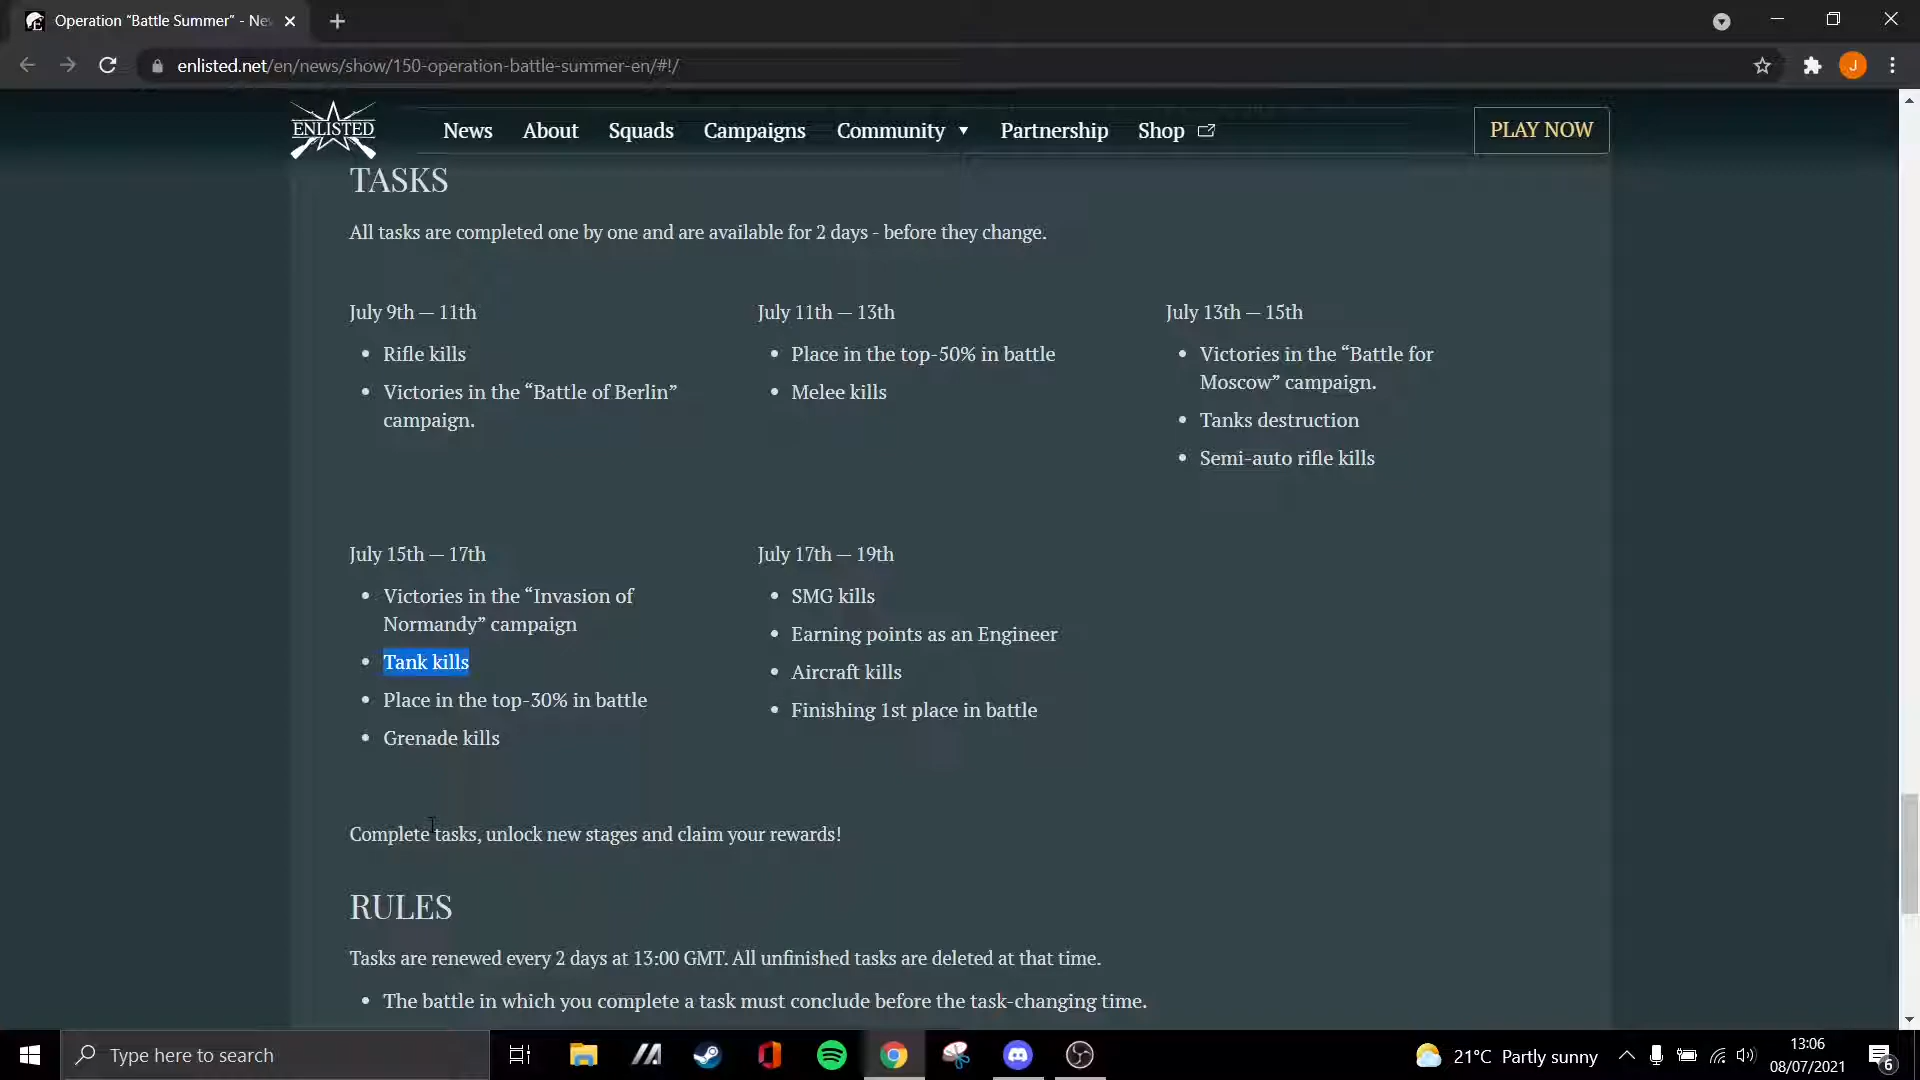 Operation "Battle Summer" - Ne
enlisted.net/en/news/show/150-operation-battle-summer-en/#!/
J
ENLISTED
News
About
Squads
Campaigns
Community
Partnership
Shop
PLAY NOW
TASKS
All tasks are completed one by one and are available for 2 days - before they change.
July 9th — 11th
• Rifle kills
• Victories in the “Battle of Berlin”
campaign.
July 11th — 13th
• Place in the top-50% in battle
• Melee kills
July 13th — 15th
• Victories in the “Battle for
Moscow” campaign.
• Tanks destruction
• Semi-auto rifle kills
July 15th — 17th
• Victories in the “Invasion of
Normandy” campaign
• Tank kills
• Place in the top-30% in battle
• Grenade kills
July 17th — 19th
• SMG kills
• Earning points as an Engineer
• Aircraft kills
• Finishing 1st place in battle
Complete tasks, unlock new stages and claim your rewards!
RULES
Tasks are renewed every 2 days at 13:00 GMT. All unfinished tasks are deleted at that time.
• The battle in which you complete a task must conclude before the task-changing time.
Type here to search
21°C Partly sunny
13:06
08/07/2021
6